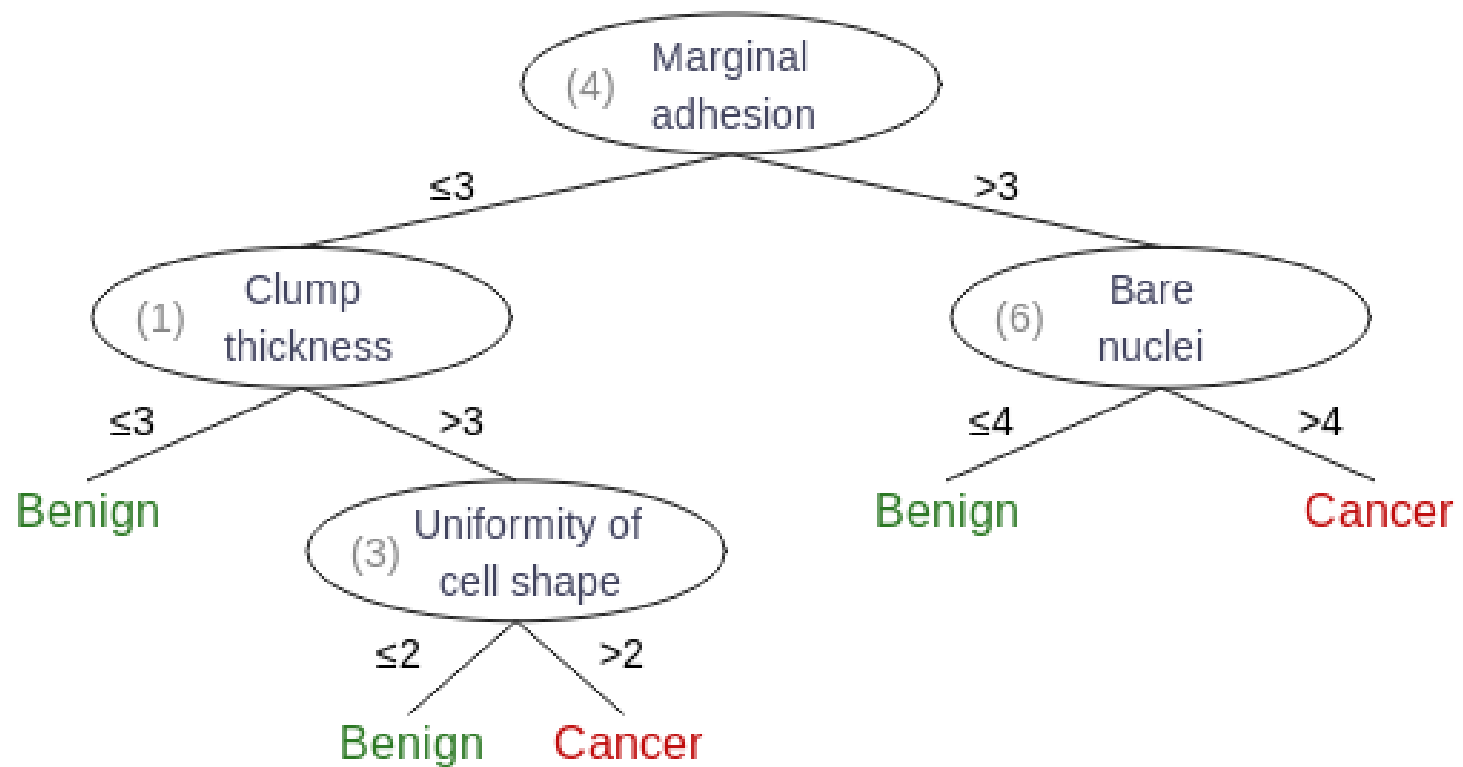 (4) Marginal
adhesion
≤3 >3
(1) Clump
thickness
(6) Bare
nuclei
≤3 >3
≤4 >4
Benign
(3) Uniformity of
cell shape
Benign Cancer
≤2 >2
Benign Cancer